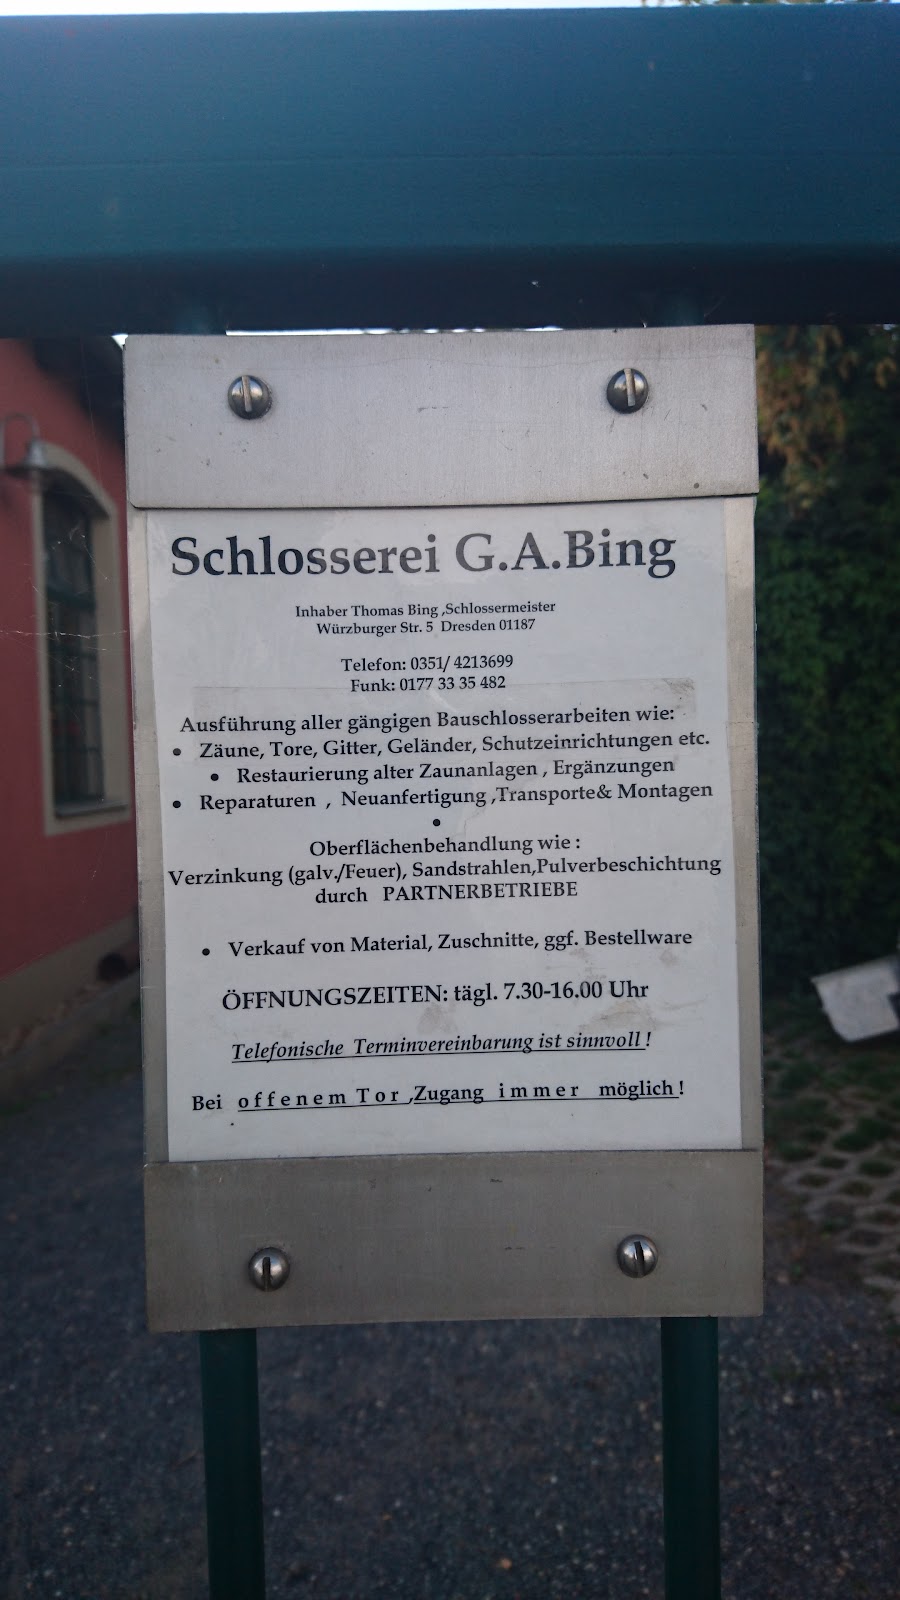 Schlosserei G.A.Bing
Inhaber Thomas Bing ,Schlossermeister
Würzburger Str. 5 Dresden 01187
Telefon: 0351/ 4213699
Funk: 0177 33 35 482
Ausführung aller gängigen Bauschlosserarbeiten wie:
• Zäune, Tore, Gitter, Geländer, Schutzeinrichtungen etc.
• Restaurierung alter Zaunanlagen , Ergänzungen
• Reparaturen , Neuanfertigung ,Transporte& Montagen
•
Oberflächenbehandlung wie :
Verzinkung (galv./Feuer), Sandstrahlen,Pulverbeschichtung
durch PARTNERBETRIEBE
• Verkauf von Material, Zuschnitte, ggf. Bestellware
ÖFFNUNGSZEITEN: tägl. 7.30-16.00 Uhr
Telefonische Terminvereinbarung ist sinnvoll !
Bei offenem Tor ,Zugang immer möglich !